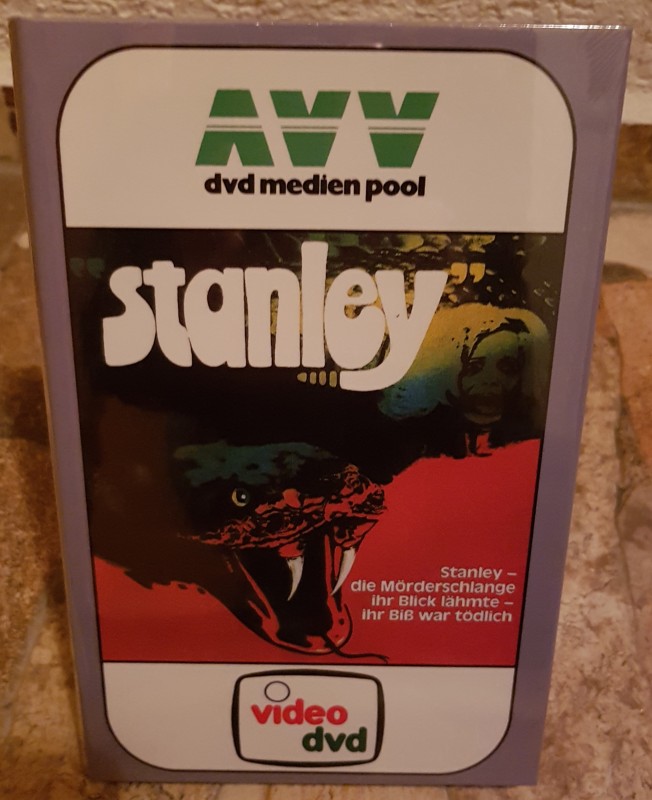 AVV
dvd medien pool
"stanley"
Stanley –
die Mörderschlange
ihr Blick lähmte –
ihr Biß war tödlich
video
dvd